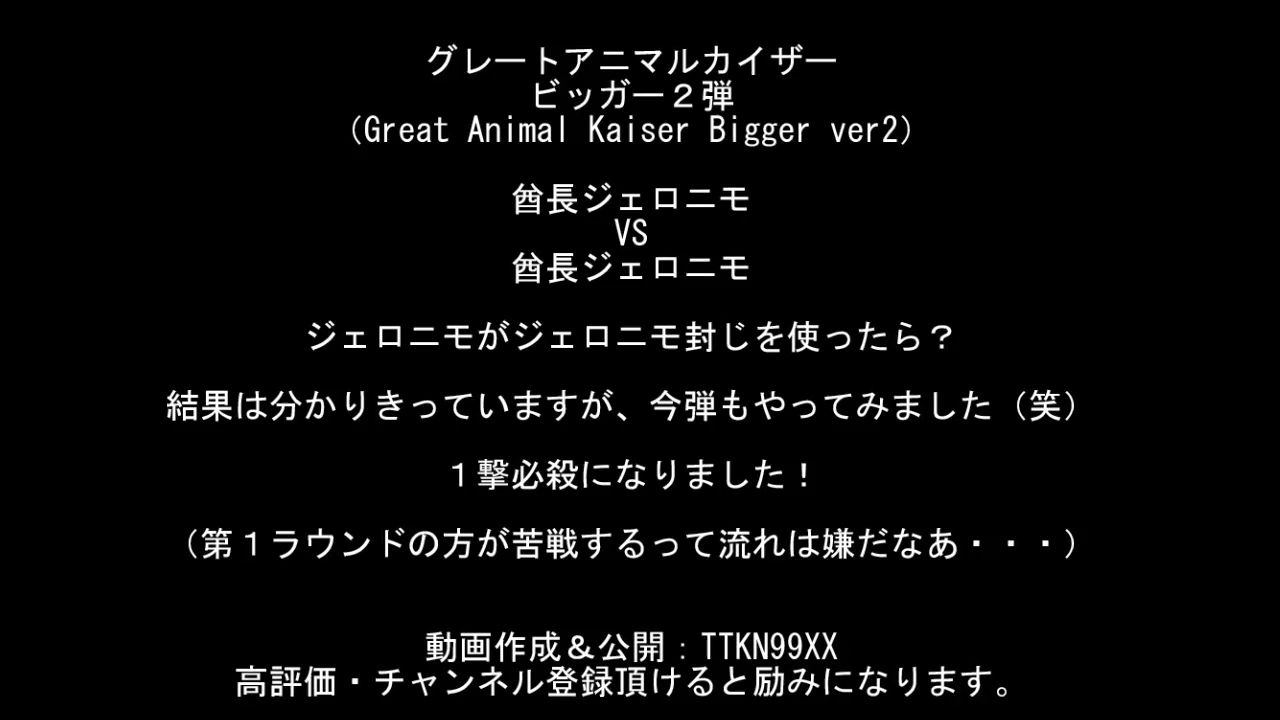 グレートアニマルカイザー
ビッガー２弾
（Great Animal Kaiser Bigger ver2）
酋長ジェロニモ
VS
酋長ジェロニモ
ジェロニモがジェロニモ封じを使ったら？
結果は分かりきっていますが、今弾もやってみました（笑）
１撃必殺になりました！
（第１ラウンドの方が苦戦するって流れは嫌だなあ・・・）
動画作成＆公開：TTKN99XX
高評価・チャンネル登録頂けると励みになります。